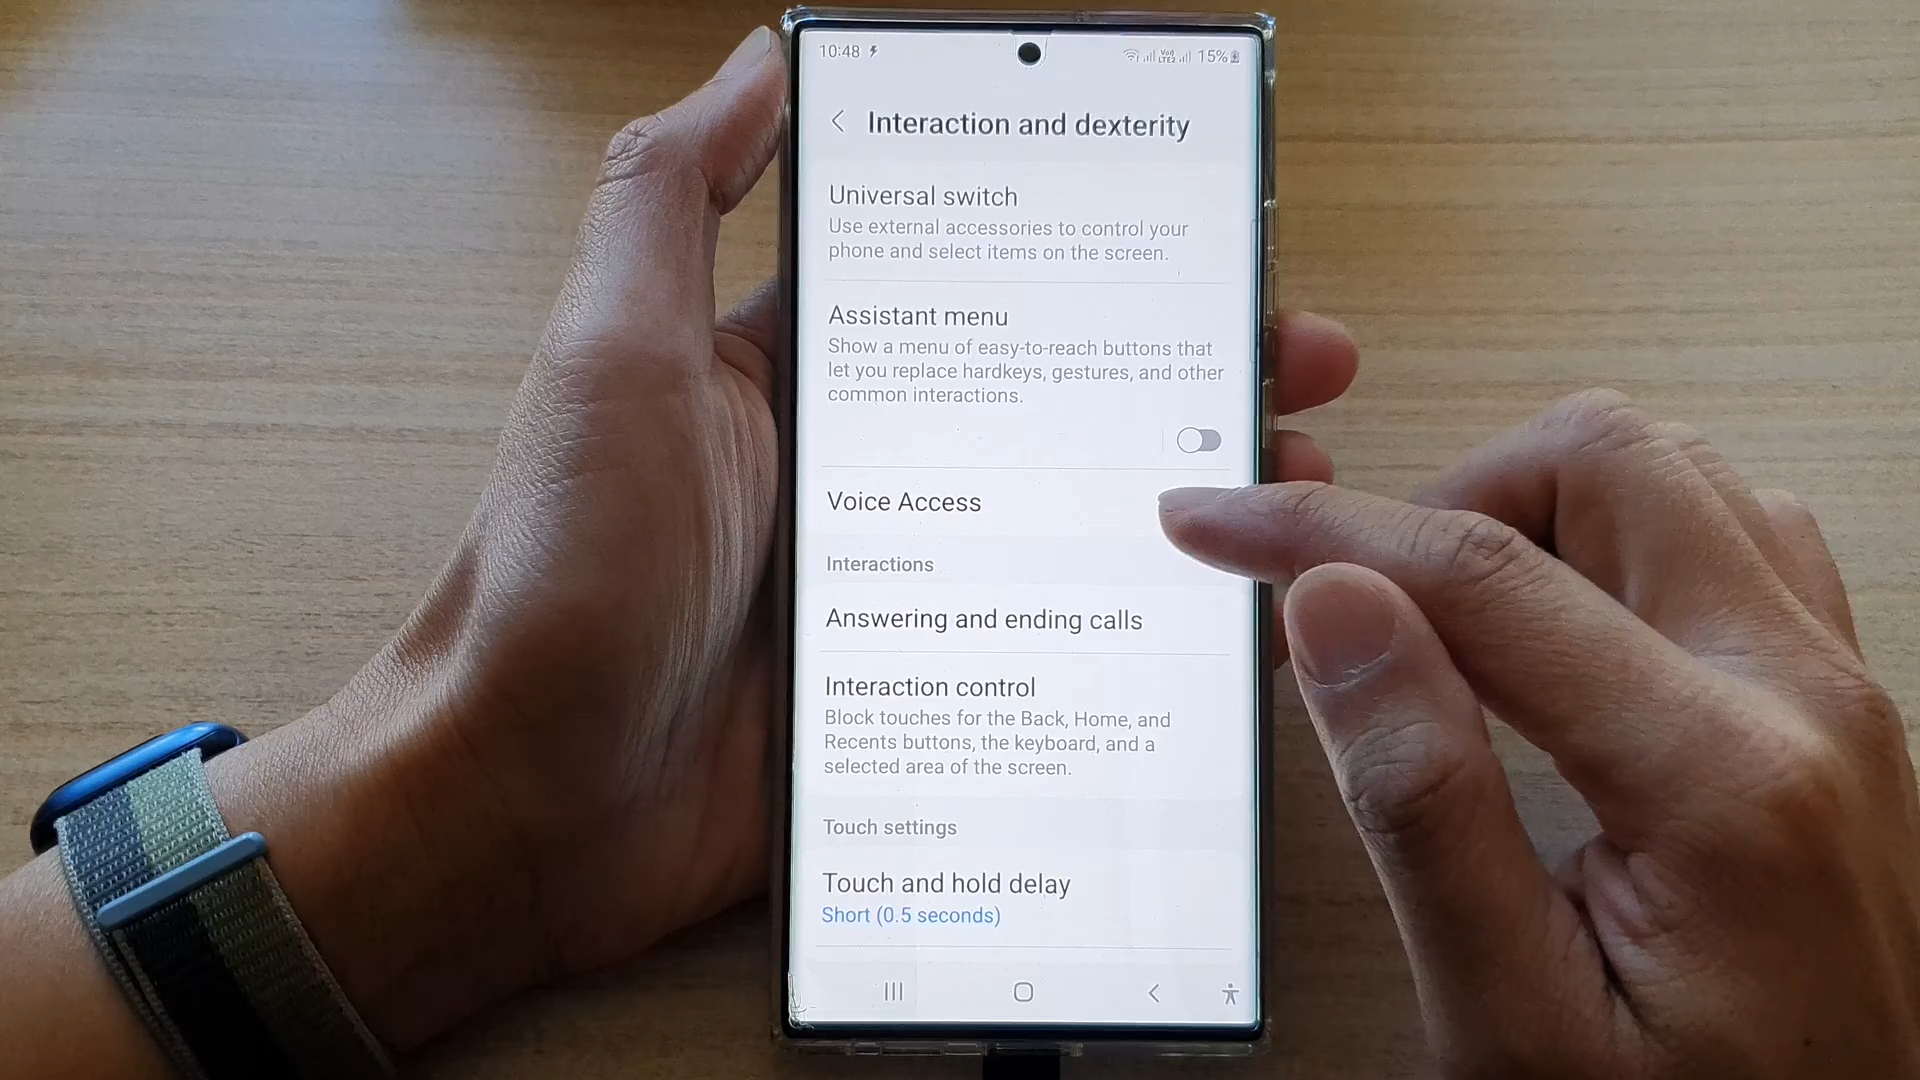 10:48
15%
Interaction and dexterity
Universal switch
Use external accessories to control your
phone and select items on the screen.
Assistant menu
Show a menu of easy-to-reach buttons that
let you replace hardkeys, gestures, and other
common interactions.
Voice Access
Interactions
Answering and ending calls
Interaction control
Block touches for the Back, Home, and
Recents buttons, the keyboard, and a
selected area of the screen.
Touch settings
Touch and hold delay
Short (0.5 seconds)